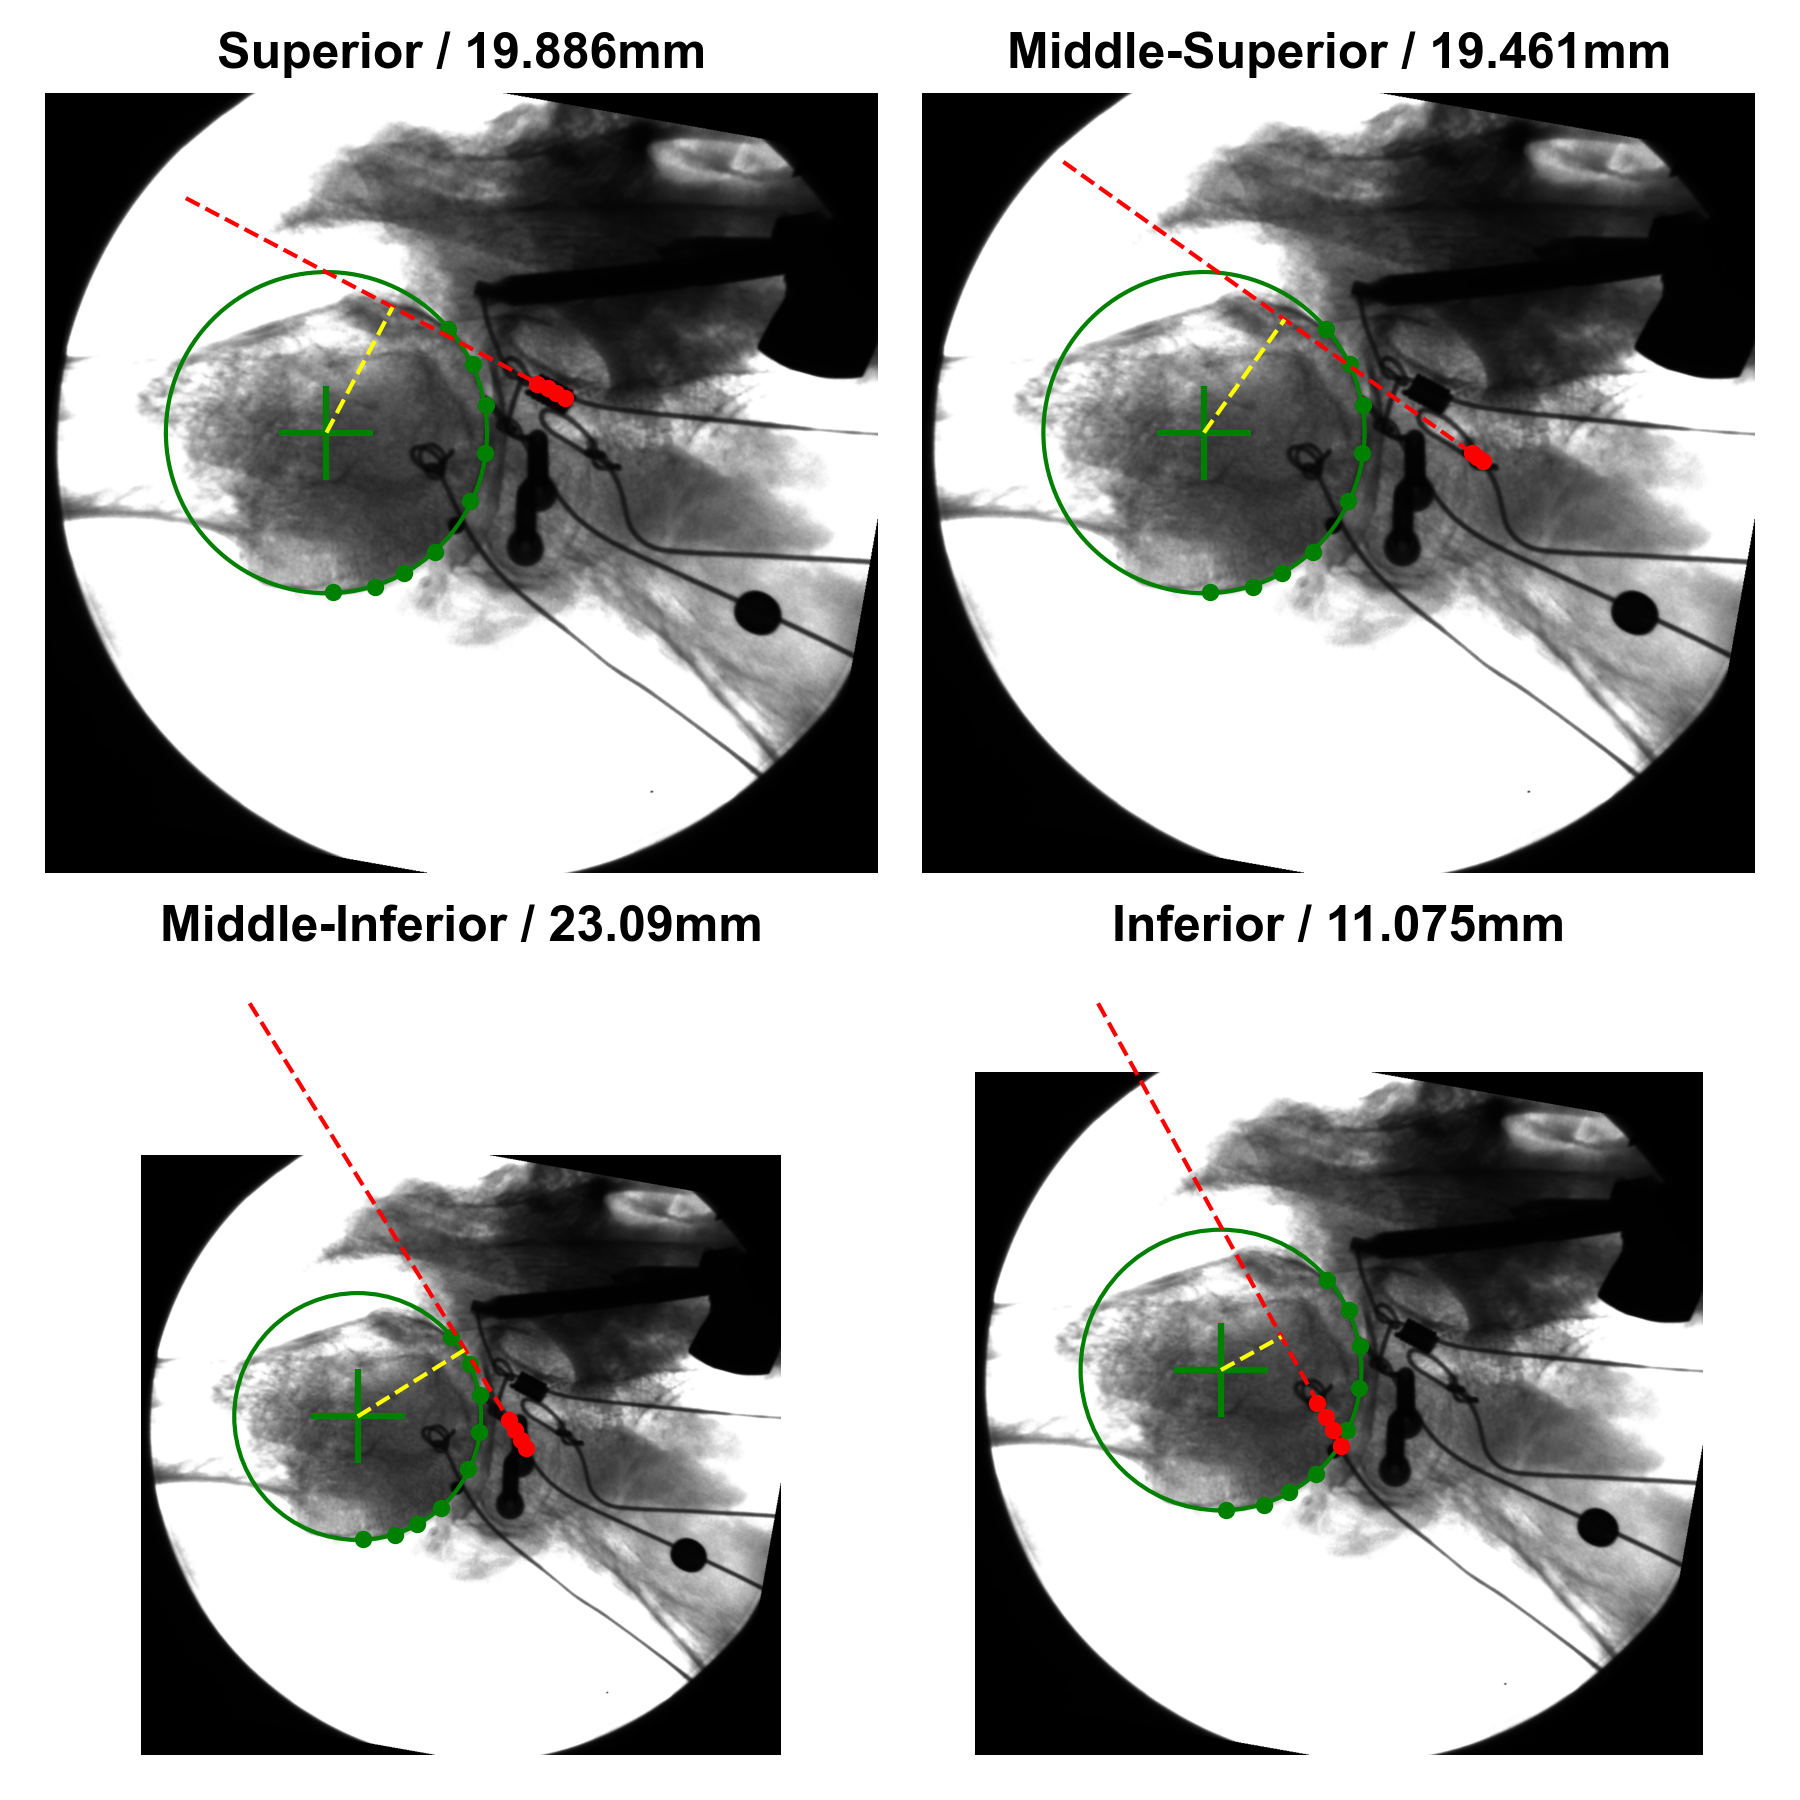 Superior / 19.886mm
Middle-Superior / 19.461mm
Middle-Inferior / 23.09mm
Inferior / 11.075mm